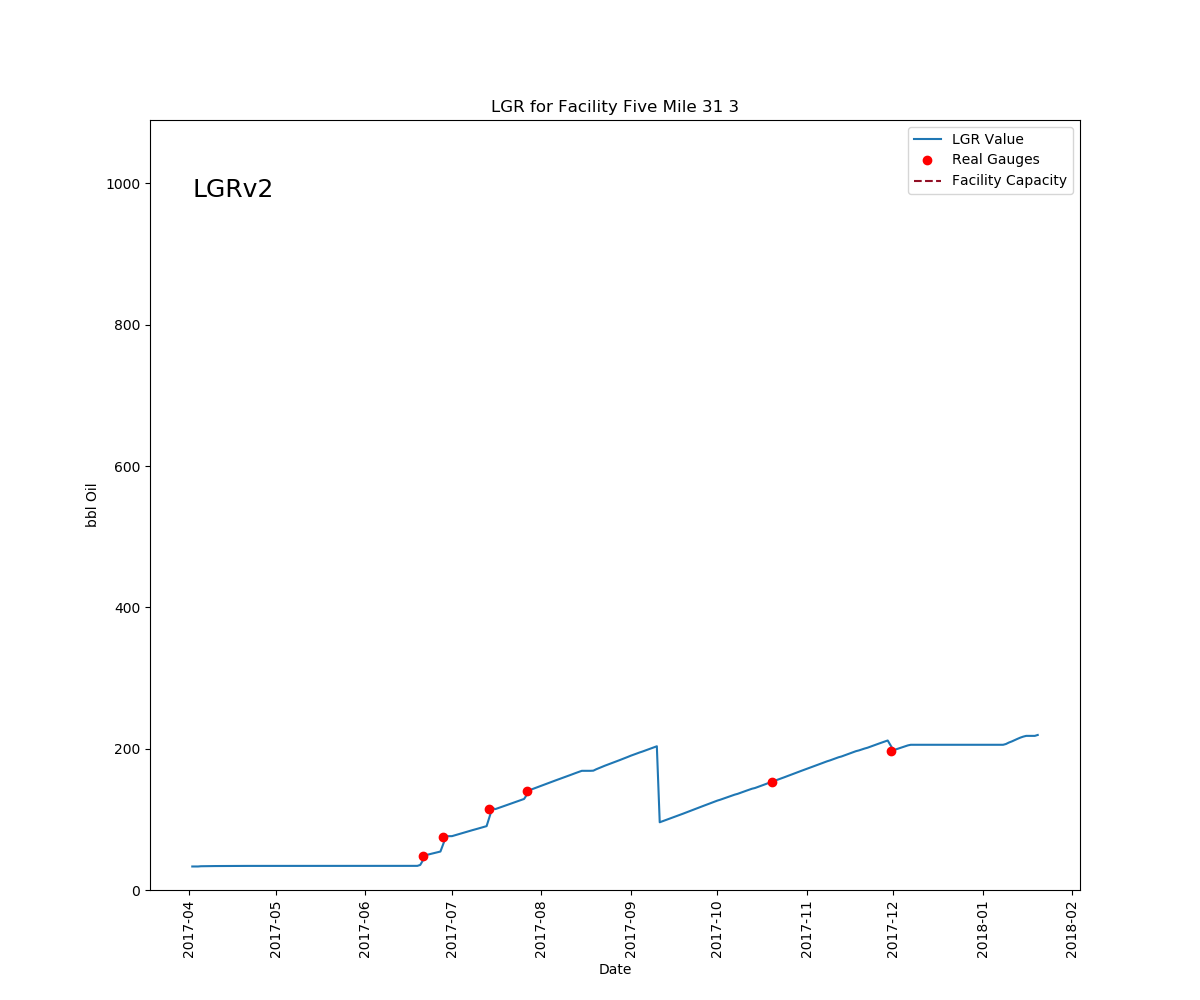 LGR for Facility Five Mile 31 3
LGRv2
LGR Value
Real Gauges
Facility Capacity
bbl Oil
1000
800
600
400
200
0
2017-04
2017-05
2017-06
2017-07
2017-08
2017-09
2017-10
2017-11
2017-12
2018-01
2018-02
Date